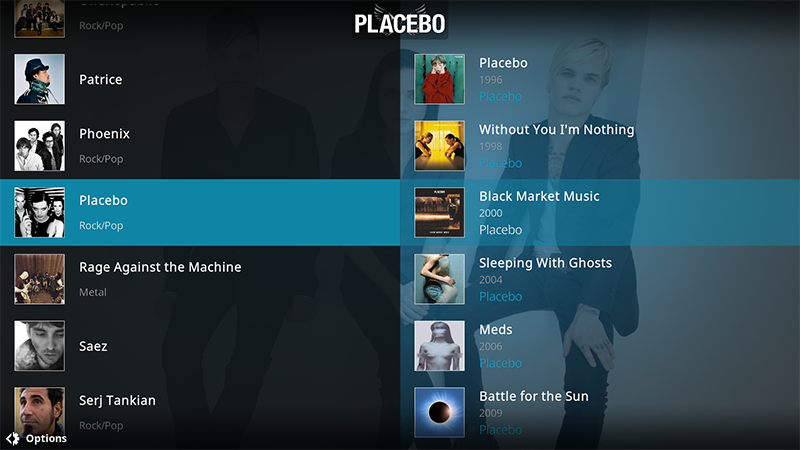 PLACEBO
Rock/Pop
Patrice
Phoenix
Rock/Pop
Placebo
Rock/Pop
Rage Against the Machine
Metal
Saez
Serj Tankian
Rock/Pop
Options
Placebo
1996
Placebo
Without You I'm Nothing
1998
Placebo
Black Market Music
2000
Placebo
Sleeping With Ghosts
2004
Placebo
Meds
2006
Placebo
Battle for the Sun
2009
Placebo